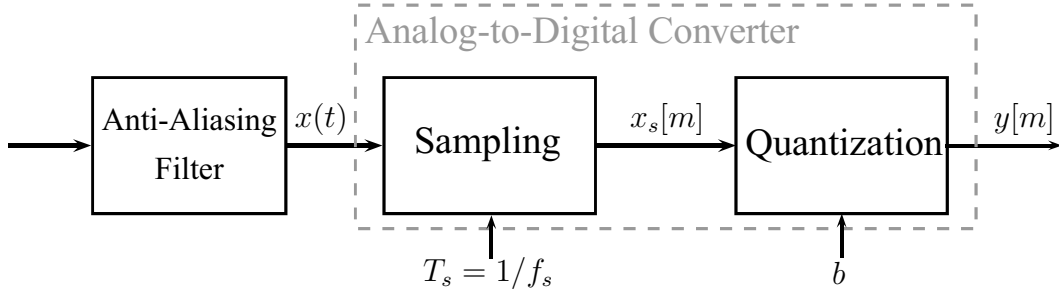 Analog-to-Digital Converter
Anti-Aliasing
Filter
x(t)
Sampling
x_s[m]
Quantization
y[m]
T_s = 1/f_s
b